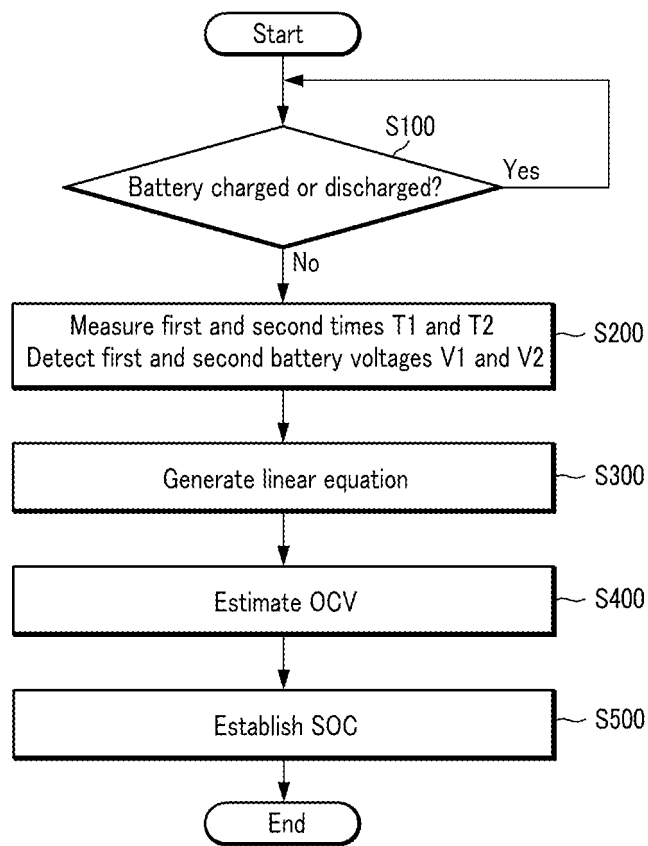 Start
S100
Battery charged or discharged?
Yes
No
Measure first and second times T1 and T2
Detect first and second battery voltages V1 and V2
S200
Generate linear equation
S300
Estimate OCV
S400
Establish SOC
S500
End